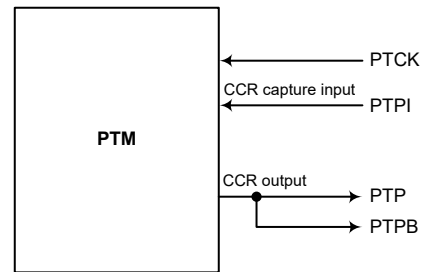 PTM
PTCK
CCR capture input
PTPI
CCR output
PTP
PTPB